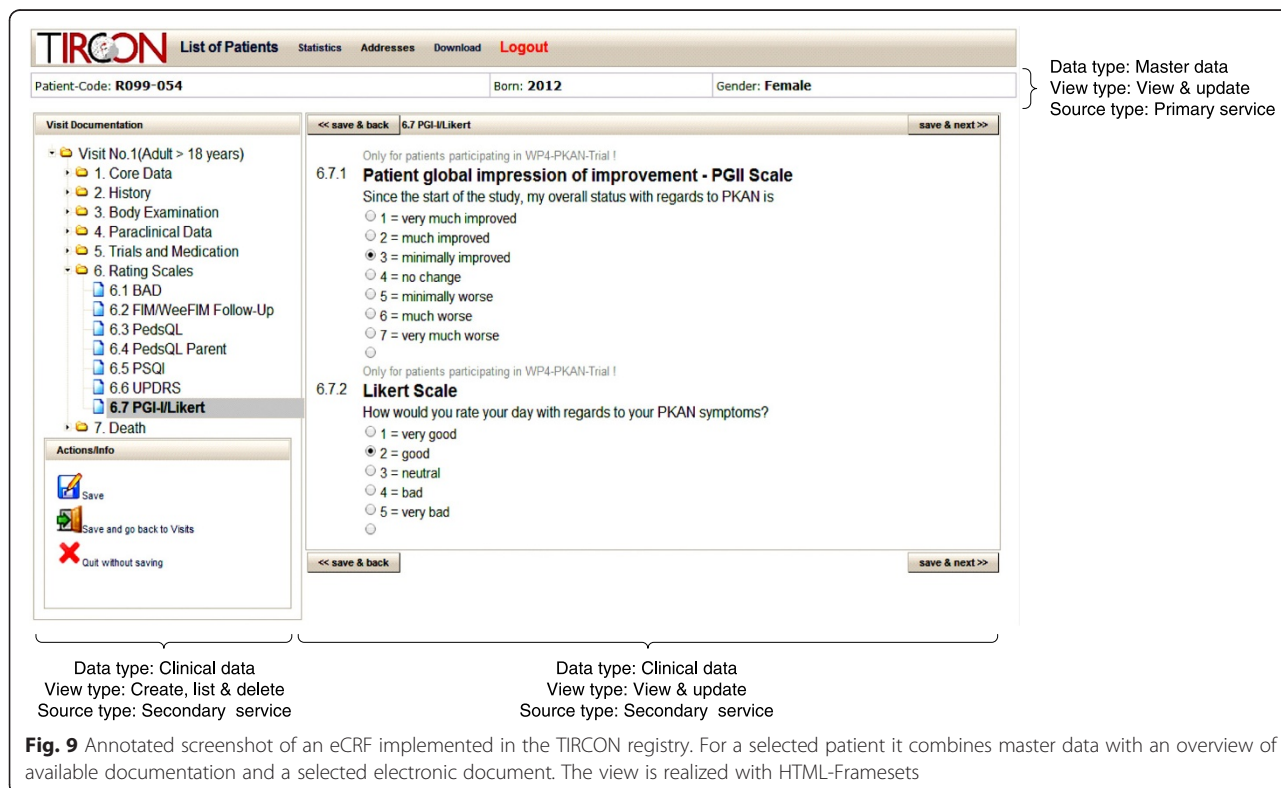 TIRCON List of Patients Statistics Addresses Download Logout
Patient-Code: R099-054 Born: 2012 Gender: Female
Data type: Master data
View type: View & update
Source type: Primary service
Visit Documentation
Visit No.1(Adult > 18 years)
1. Core Data
2. History
3. Body Examination
4. Paraclinical Data
5. Trials and Medication
6. Rating Scales
6.1 BAD
6.2 FIM/WeeFIM Follow-Up
6.3 PedsQL
6.4 PedsQL Parent
6.5 PSQI
6.6 UPDRS
6.7 PGI-I/Likert
7. Death
Actions/Info
Save
Save and go back to Visits
Quit without saving
<< save & back 6.7 PGI-I/Likert save & next >>
Only for patients participating in WP4-PKAN-Trial !
6.7.1 Patient global impression of improvement - PGII Scale
Since the start of the study, my overall status with regards to PKAN is
1 = very much improved
2 = much improved
3 = minimally improved
4 = no change
5 = minimally worse
6 = much worse
7 = very much worse
Only for patients participating in WP4-PKAN-Trial !
6.7.2 Likert Scale
How would you rate your day with regards to your PKAN symptoms?
1 = very good
2 = good
3 = neutral
4 = bad
5 = very bad
<< save & back save & next >>
Data type: Clinical data
View type: Create, list & delete
Source type: Secondary service
Data type: Clinical data
View type: View & update
Source type: Secondary service
Fig. 9 Annotated screenshot of an eCRF implemented in the TIRCON registry. For a selected patient it combines master data with an overview of
available documentation and a selected electronic document. The view is realized with HTML-Framesets